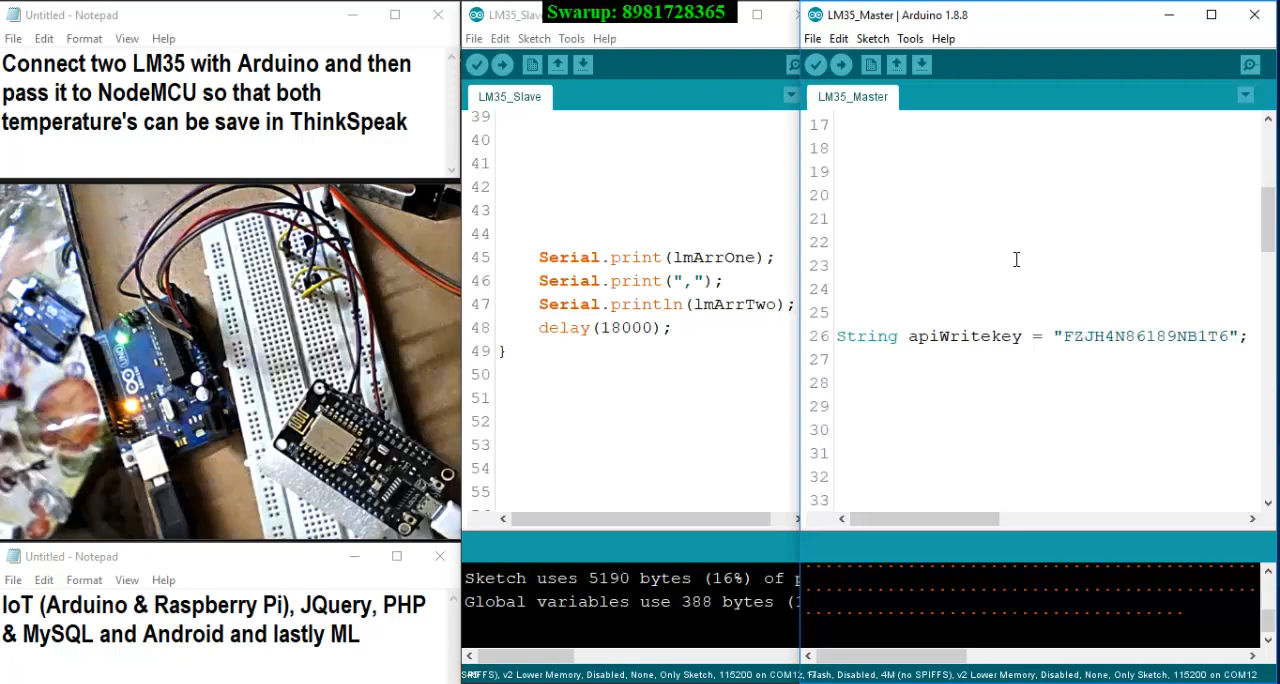 Untitled - Notepad
File Edit Format View Help
Connect two LM35 with Arduino and then
pass it to NodeMCU so that both
temperature's can be save in ThinkSpeak
Untitled - Notepad
File Edit Format View Help
IoT (Arduino & Raspberry Pi), JQuery, PHP
& MySQL and Android and lastly ML
LM35_Slav
Swarup: 8981728365
File Edit Sketch Tools Help
LM35_Slave
39
40
41
42
43
44
45 Serial.print(lmArrOne);
46 Serial.print(",");
47 Serial.println(lmArrTwo);
48 delay(18000);
49 }
50
51
52
53
54
55
Sketch uses 5190 bytes (16%) of p
Global variables use 388 bytes (1
SPIFFS), v2 Lower Memory, Disabled, None, Only Sketch, 115200 on COM12
LM35_Master | Arduino 1.8.8
File Edit Sketch Tools Help
LM35_Master
17
18
19
20
21
22
23
24
25
26 String apiWritekey = "FZJH4N86189NB1T6";
27
28
29
30
31
32
33
Flash, Disabled, 4M (no SPIFFS), v2 Lower Memory, Disabled, None, Only Sketch, 115200 on COM12